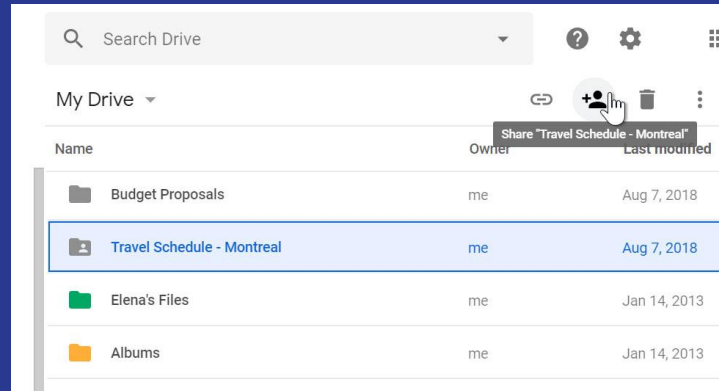 Search Drive
My Drive
Share "Travel Schedule - Montreal"
Name Owner Last modified
Budget Proposals me Aug 7, 2018
Travel Schedule - Montreal me Aug 7, 2018
Elena's Files me Jan 14, 2013
Albums me Jan 14, 2013